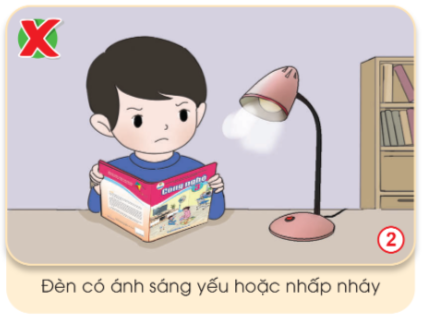 Công nghệ
2
Đèn có ánh sáng yếu hoặc nhấp nháy